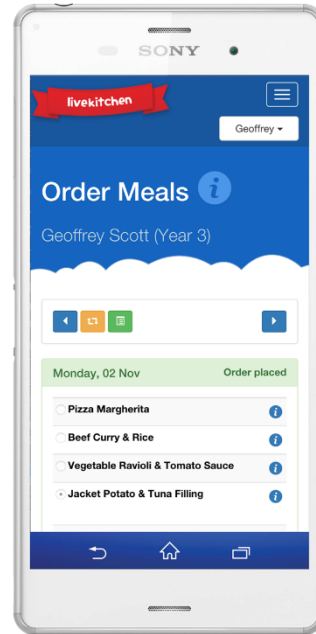 SONY
livekitchen
Geoffrey
Order Meals i
Geoffrey Scott (Year 3)
Monday, 02 Nov Order placed
Pizza Margherita i
Beef Curry & Rice i
Vegetable Ravioli & Tomato Sauce i
Jacket Potato & Tuna Filling i